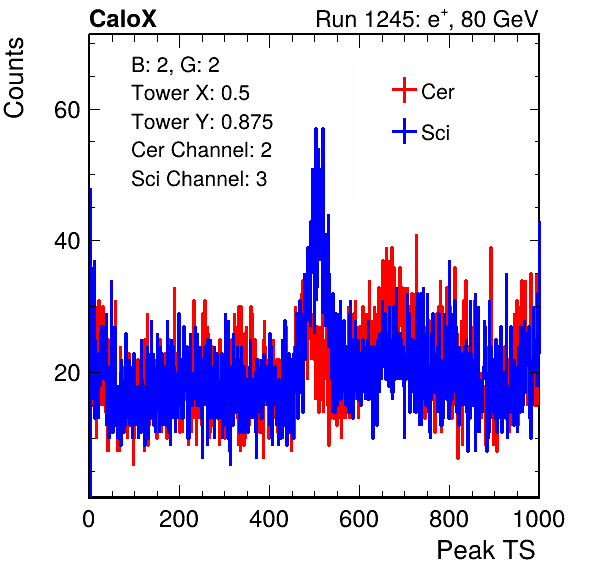 CaloX Run 1245: e⁺, 80 GeV
Counts
B: 2, G: 2
Tower X: 0.5
Tower Y: 0.875
Cer Channel: 2
Sci Channel: 3
Cer
Sci
60
40
20
0 200 400 600 800 1000
Peak TS